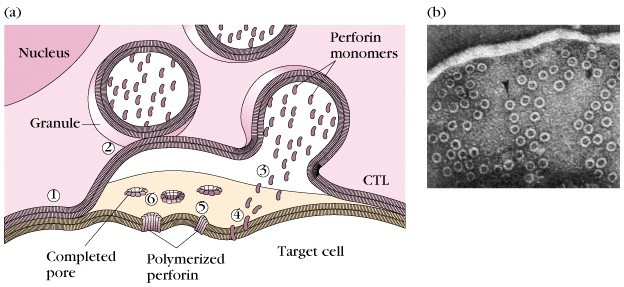 (a)
(b)
Nucleus
Perforin
monomers
Granule
②
③
①
CTL
⑥
⑤
④
Completed
pore
Polymerized
perforin
Target cell